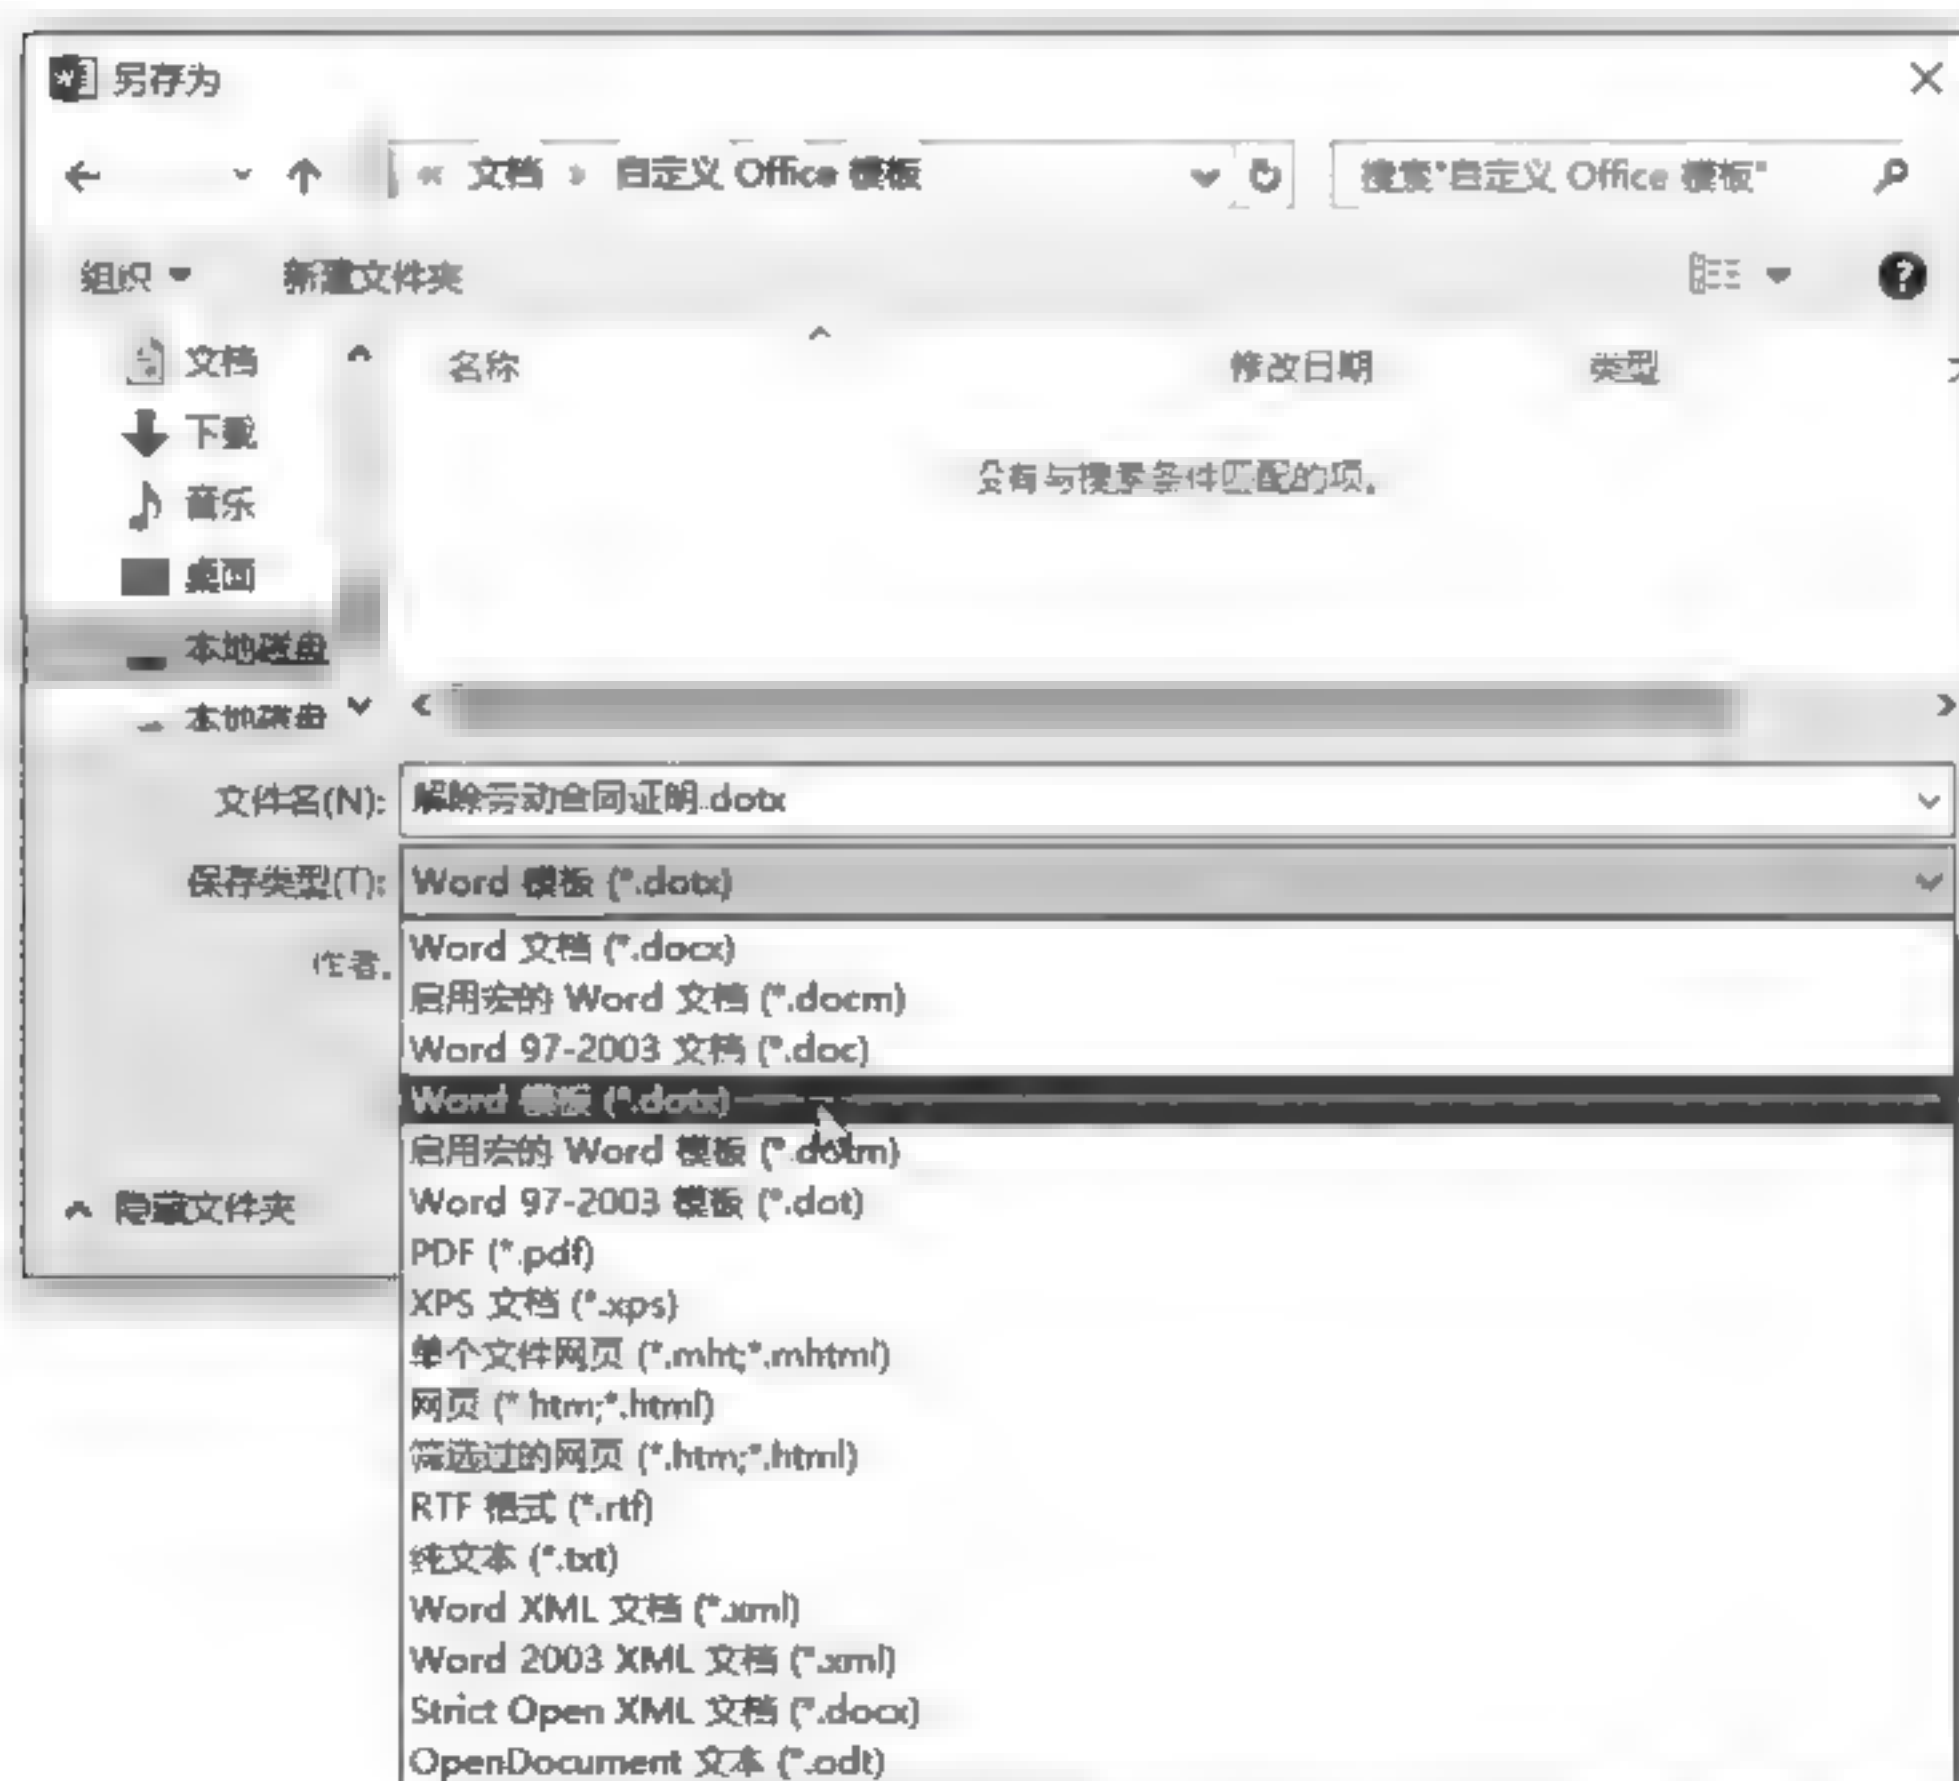 另存为
« 文档 › 自定义 Office 模板
搜索"自定义 Office 模板"
组织
新建文件夹
文档
下载
音乐
桌面
本地磁盘
本地磁盘
名称
修改日期
类型
没有与搜索条件匹配的项。
文件名(N):
解除劳动合同证明.dotx
保存类型(T):
Word 模板 (*.dotx)
作者:
Word 文档 (*.docx)
启用宏的 Word 文档 (*.docm)
Word 97-2003 文档 (*.doc)
Word 模板 (*.dotx)
启用宏的 Word 模板 (*.dotm)
Word 97-2003 模板 (*.dot)
PDF (*.pdf)
XPS 文档 (*.xps)
单个文件网页 (*.mht;*.mhtml)
网页 (*.htm;*.html)
筛选过的网页 (*.htm;*.html)
RTF 格式 (*.rtf)
纯文本 (*.txt)
Word XML 文档 (*.xml)
Word 2003 XML 文档 (*.xml)
Strict Open XML 文档 (*.docx)
OpenDocument 文本 (*.odt)
隐藏文件夹